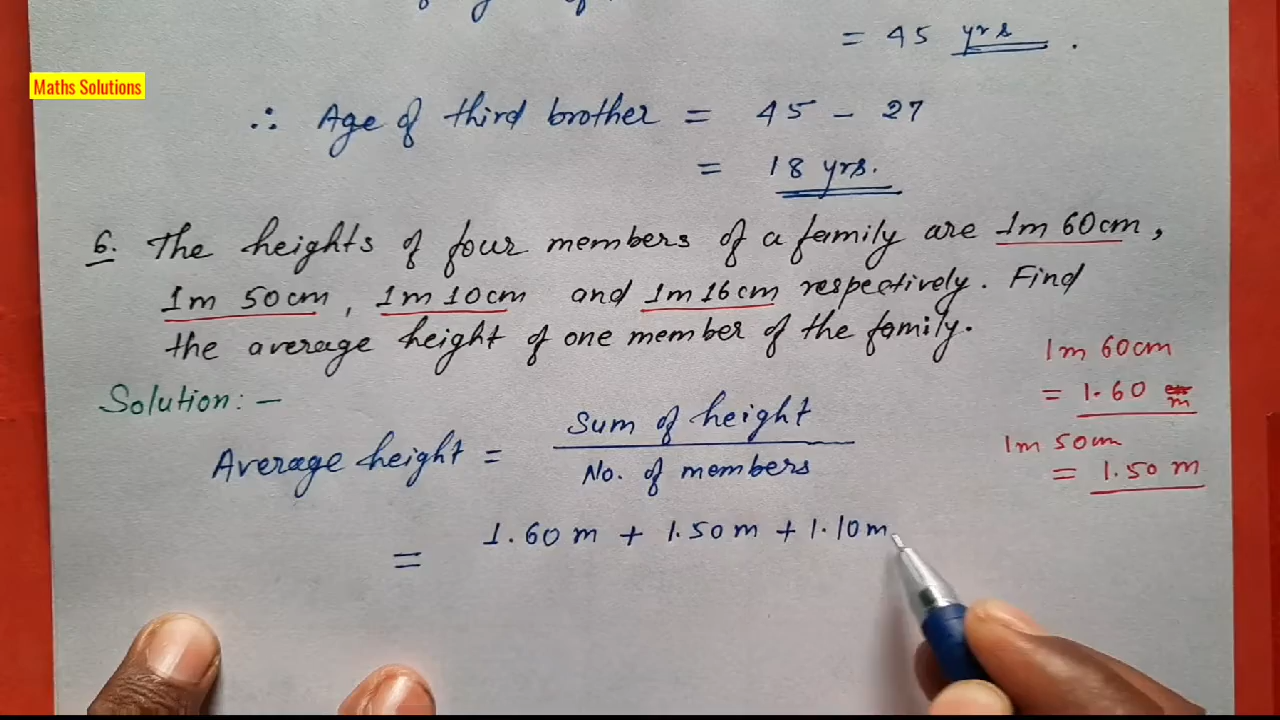 = 45 yrs.
Maths Solutions
∴ Age of third brother = 45 - 27
= 18 yrs.
6. The heights of four members of a family are 1m 60cm,
1m 50cm, 1m 10cm and 1m 16cm respectively. Find
the average height of one member of the family.
1m 60cm
= 1.60 m
Solution:-
1m 50cm
= 1.50 m
Average height = Sum of height
No. of members
= 1.60 m + 1.50 m + 1.10 m